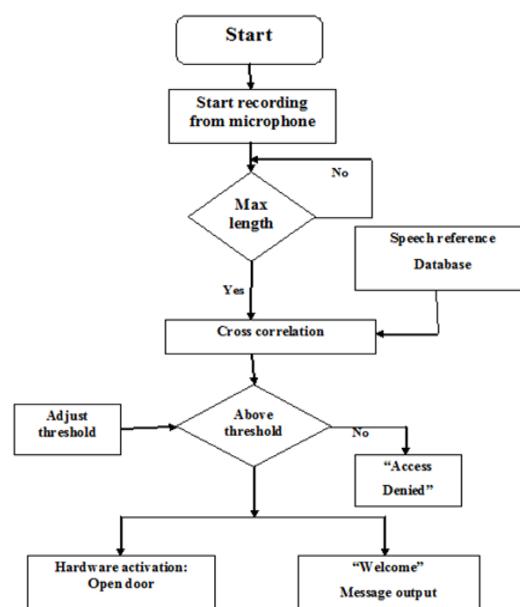 Start
Start recording
from microphone
No
Max
length
Speech reference
Database
Yes
Cross correlation
Adjust
threshold
Above
threshold
No
“Access
Denied”
Hardware activation:
Open door
“Welcome”
Message output